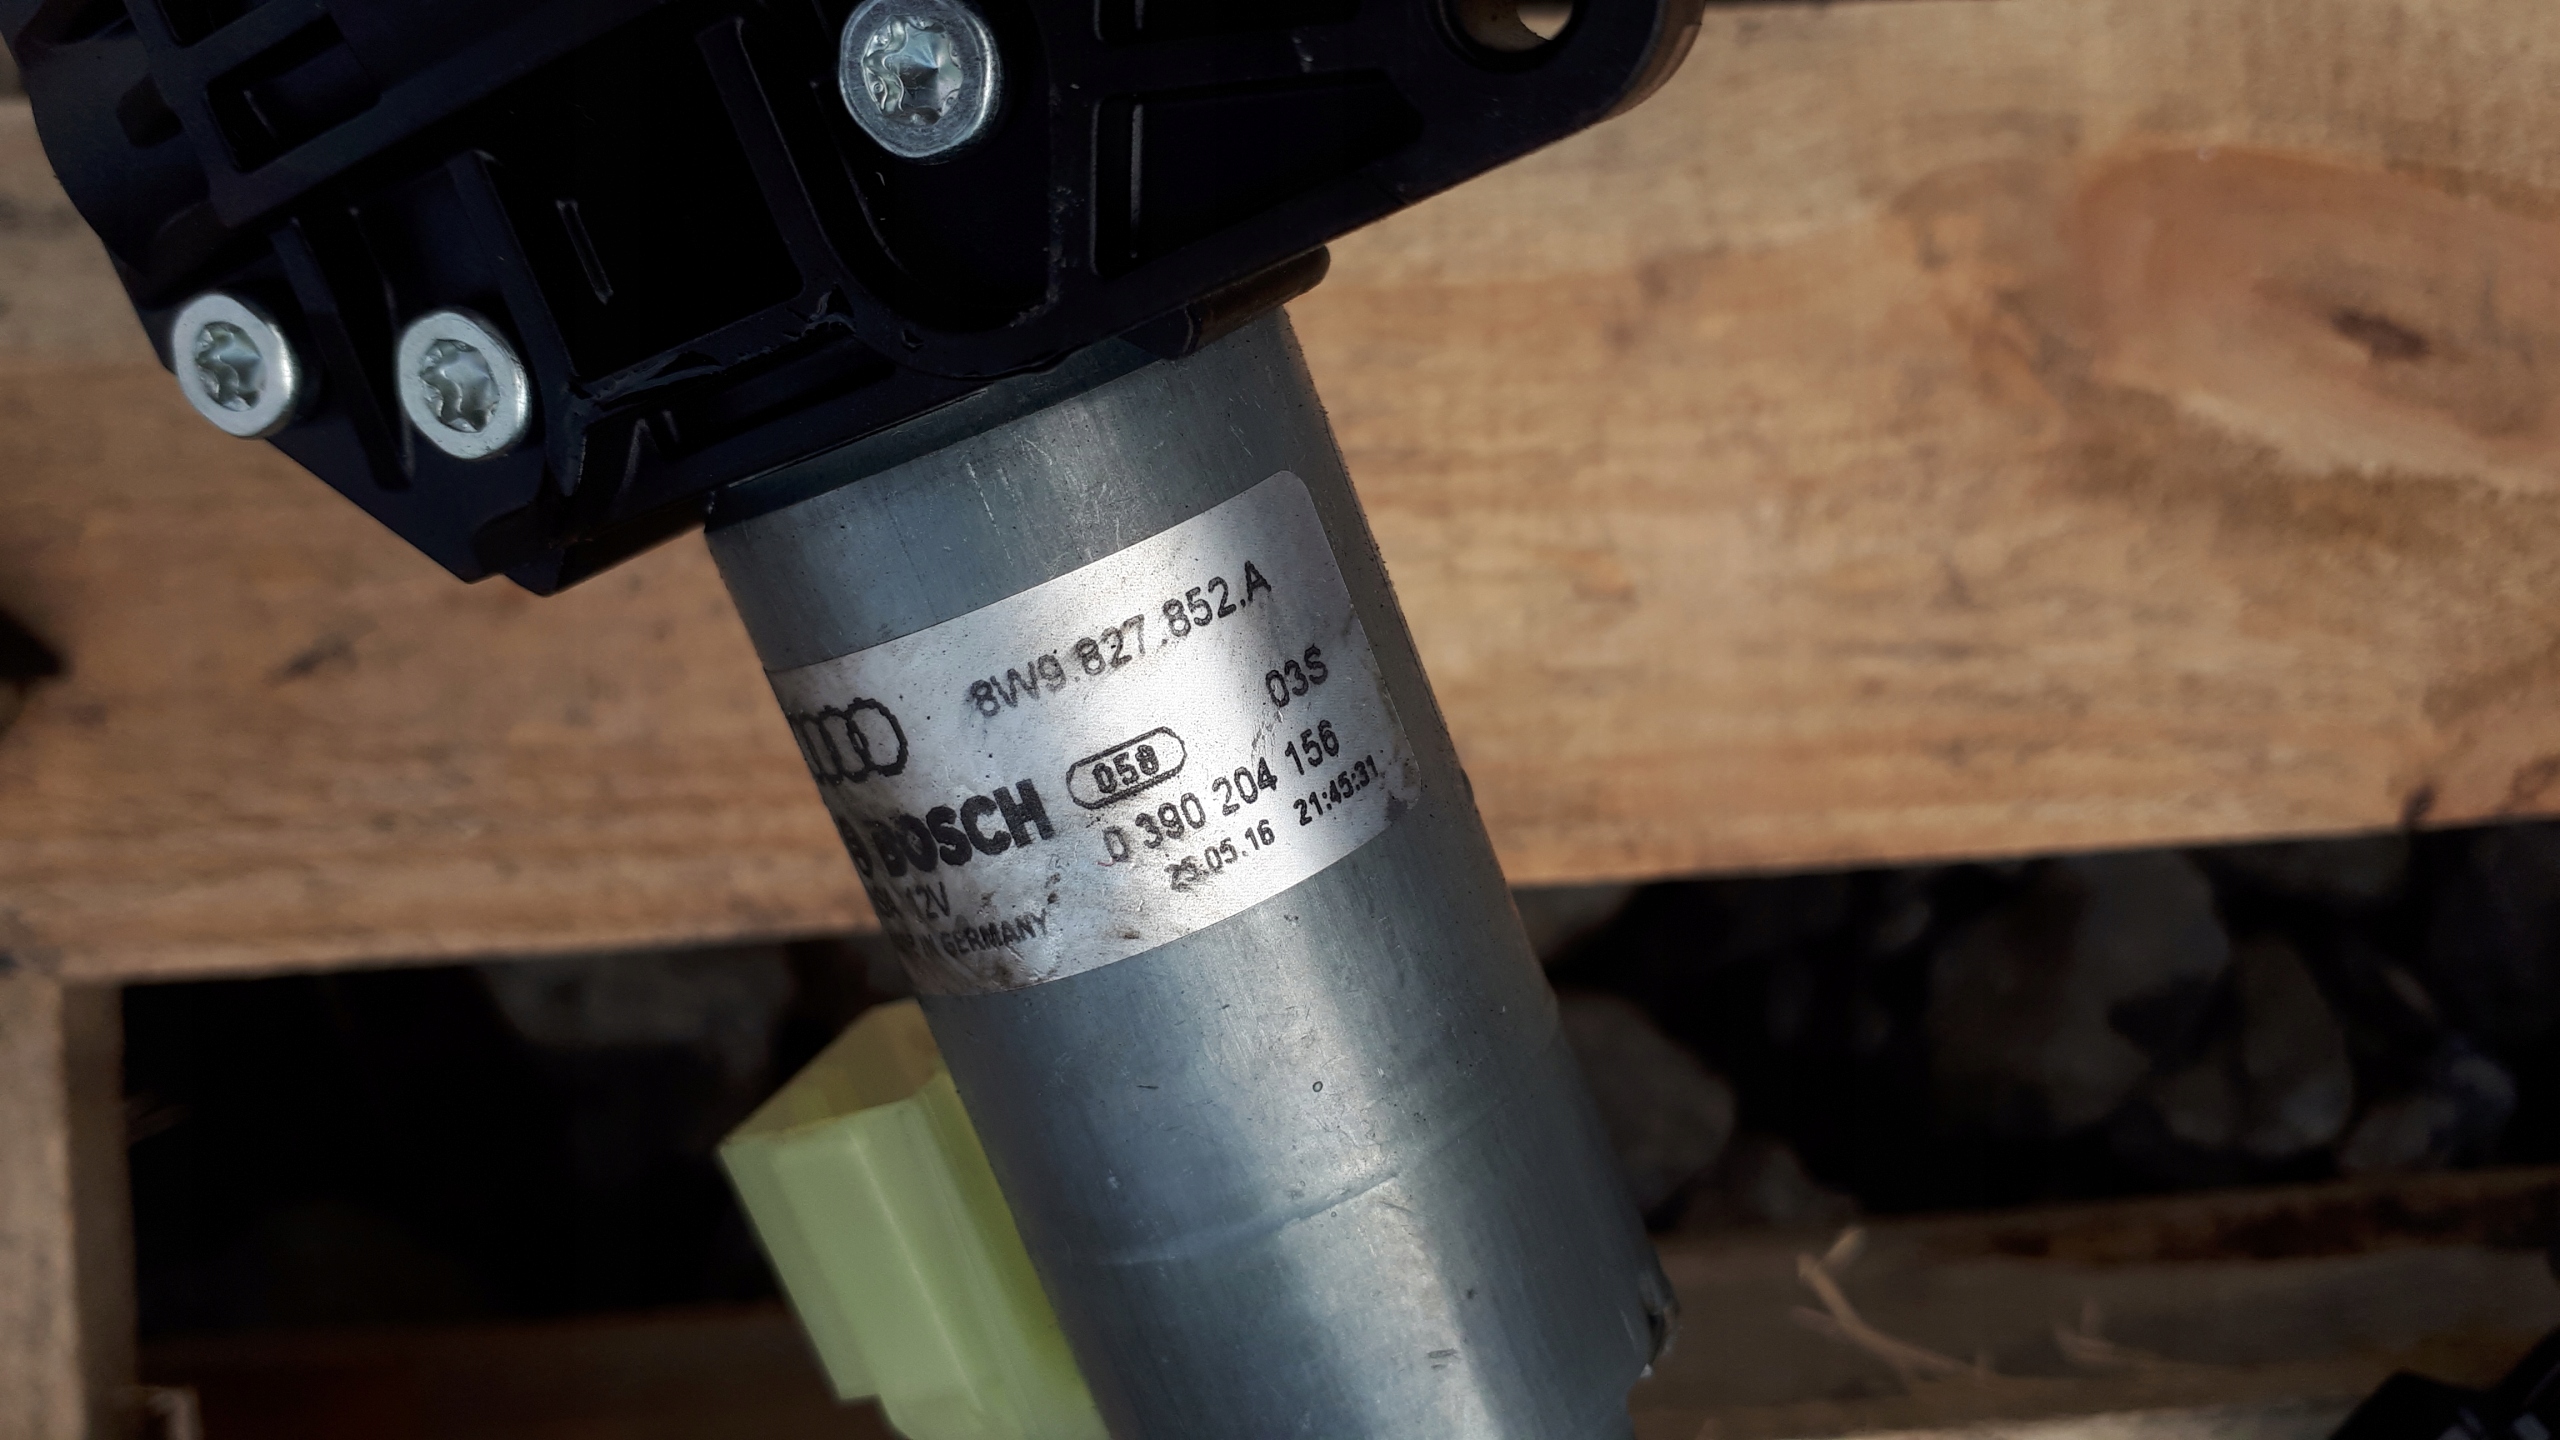 8W9.827.852.A
03S
058
BOSCH 0 390 204 156
25.05.16 21:45:31
12V
IN GERMANY